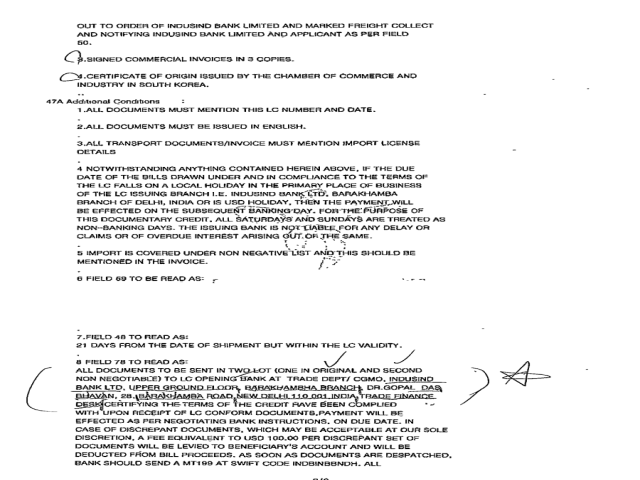 OUT TO ORDER OF INDUSIND BANK LIMITED AND MARKED FREIGHT COLLECT
AND NOTIFYING INDUSIND BANK LIMITED AND APPLICANT AS PER FIELD
50.
3.SIGNED COMMERCIAL INVOICES IN 3 COPIES.
4.CERTIFICATE OF ORIGIN ISSUED BY THE CHAMBER OF COMMERCE AND
INDUSTRY IN SOUTH KOREA.
47A Additional Conditions :
1.ALL DOCUMENTS MUST MENTION THIS LC NUMBER AND DATE.
2.ALL DOCUMENTS MUST BE ISSUED IN ENGLISH.
3.ALL TRANSPORT DOCUMENTS/INVOICE MUST MENTION IMPORT LICENSE
DETAILS
4 NOTWITHSTANDING ANYTHING CONTAINED HEREIN ABOVE, IF THE DUE
DATE OF THE BILLS DRAWN UNDER AND IN COMPLIANCE TO THE TERMS OF
THE LC FALLS ON A LOCAL HOLIDAY IN THE PRIMARY PLACE OF BUSINESS
OF THE LC ISSUING BRANCH I.E. INDUSIND BANK LTD, BARAKHAMBA
BRANCH OF DELHI, INDIA OR IS USD HOLIDAY, THEN THE PAYMENT WILL
BE EFFECTED ON THE SUBSEQUENT BANKING DAY. FOR THE PURPOSE OF
THIS DOCUMENTARY CREDIT, ALL SATURDAYS AND SUNDAYS ARE TREATED AS
NON-BANKING DAYS. THE ISSUING BANK IS NOT LIABLE FOR ANY DELAY OR
CLAIMS OR OF OVERDUE INTEREST ARISING OUT OF THE SAME.
5 IMPORT IS COVERED UNDER NON NEGATIVE LIST AND THIS SHOULD BE
MENTIONED IN THE INVOICE.
6 FIELD 59 TO BE READ AS:
7.FIELD 48 TO READ AS:
21 DAYS FROM THE DATE OF SHIPMENT BUT WITHIN THE LC VALIDITY.
8 FIELD 78 TO READ AS:
ALL DOCUMENTS TO BE SENT IN TWO LOT (ONE IN ORIGINAL AND SECOND
NON NEGOTIABLE) TO LC OPENING BANK AT TRADE DEPT/ CGMO, INDUSIND
BANK LTD, UPPER GROUND FLOOR, BARAKHAMBHA BRANCH, DR.GOPAL DAS
BHAVAN, 28, BARAKHAMBA ROAD, NEW DELHI 110 001 INDIA, TRADE FINANCE
DESK CERTIFYING THE TERMS OF THE CREDIT HAVE BEEN COMPLIED
WITH UPON RECEIPT OF LC CONFORM DOCUMENTS,PAYMENT WILL BE
EFFECTED AS PER NEGOTIATING BANK INSTRUCTIONS, ON DUE DATE. IN
CASE OF DISCREPANT DOCUMENTS, WHICH MAY BE ACCEPTABLE AT OUR SOLE
DISCRETION, A FEE EQUIVALENT TO USD 100.00 PER DISCREPANT SET OF
DOCUMENTS WILL BE LEVIED TO BENEFICIARY'S ACCOUNT AND WILL BE
DEDUCTED FROM BILL PROCEEDS. AS SOON AS DOCUMENTS ARE DESPATCHED,
BANK SHOULD SEND A MT199 AT SWIFT CODE INDBINBBNDH. ALL